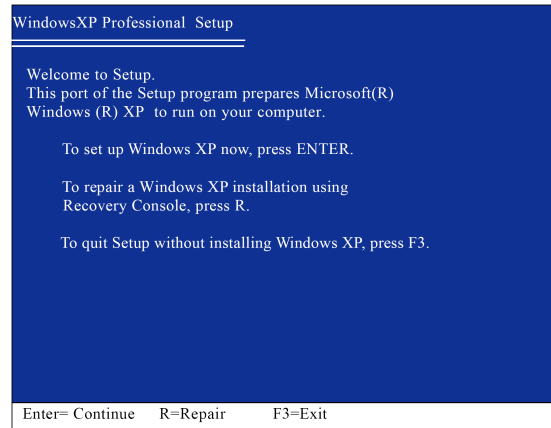 WindowsXP Professional Setup
Welcome to Setup.
This part of the Setup program prepares Microsoft(R)
Windows (R) XP to run on your computer.
To set up Windows XP now, press ENTER.
To repair a Windows XP installation using
Recovery Console, press R.
To quit Setup without installing Windows XP, press F3.
Enter= Continue R=Repair F3=Exit